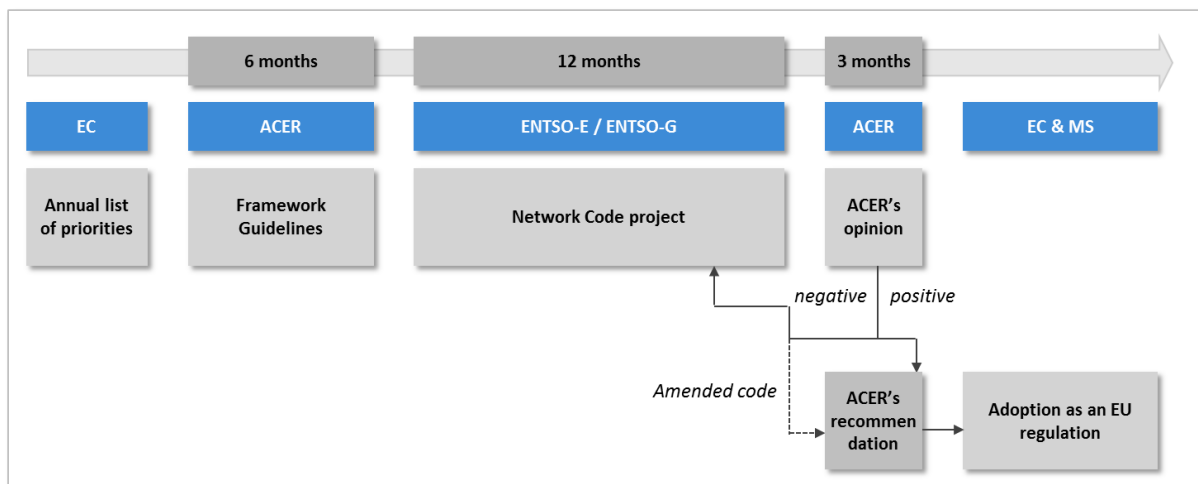 6 months
12 months
3 months
EC
ACER
ENTSO-E / ENTSO-G
ACER
EC & MS
Annual list
of priorities
Framework
Guidelines
Network Code project
ACER’s
opinion
negative
positive
Amended code
ACER’s
recommen
dation
Adoption as an EU
regulation